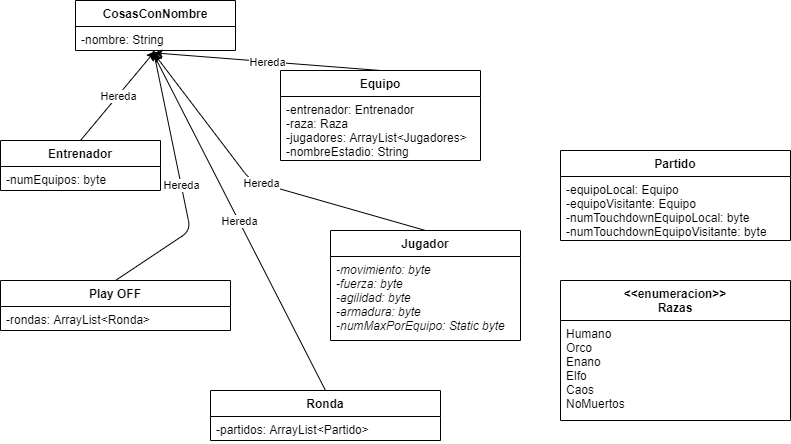 CosasConNombre
-nombre: String
Hereda
Equipo
-entrenador: Entrenador
-raza: Raza
-jugadores: ArrayList<Jugadores>
-nombreEstadio: String
Hereda
Entrenador
-numEquipos: byte
Partido
-equipoLocal: Equipo
-equipoVisitante: Equipo
-numTouchdownEquipoLocal: byte
-numTouchdownEquipoVisitante: byte
Hereda
Hereda
Hereda
Jugador
-movimiento: byte
-fuerza: byte
-agilidad: byte
-armadura: byte
-numMaxPorEquipo: Static byte
Play OFF
-rondas: ArrayList<Ronda>
<<enumeracion>>
Razas
Humano
Orco
Enano
Elfo
Caos
NoMuertos
Ronda
-partidos: ArrayList<Partido>